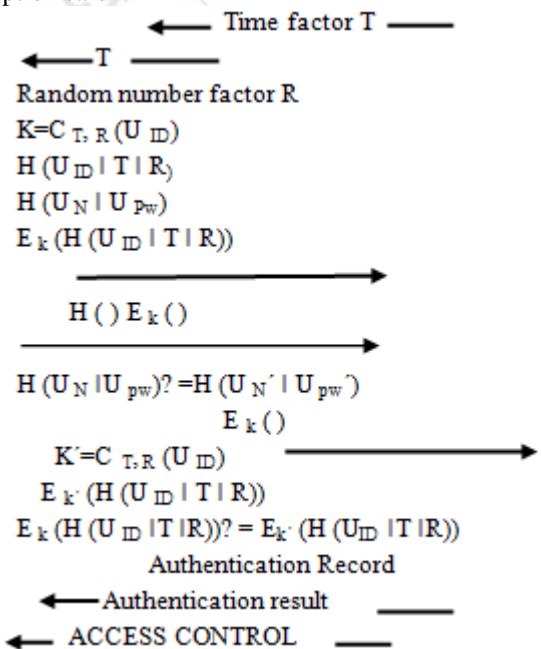 Time factor T
T
Random number factor R
K=C T, R (U ID)
H (U ID | T | R)
H (U N | U Pw)
E k (H (U ID | T | R))
H ( ) E k ( )
H (U N |U pw)? =H (U N´ | U pw´)
E k ( )
K´=C T,R (U ID)
E k´ (H (U ID | T | R))
E k (H (U ID |T |R))? = E k´ (H (U ID |T |R))
Authentication Record
Authentication result
ACCESS CONTROL